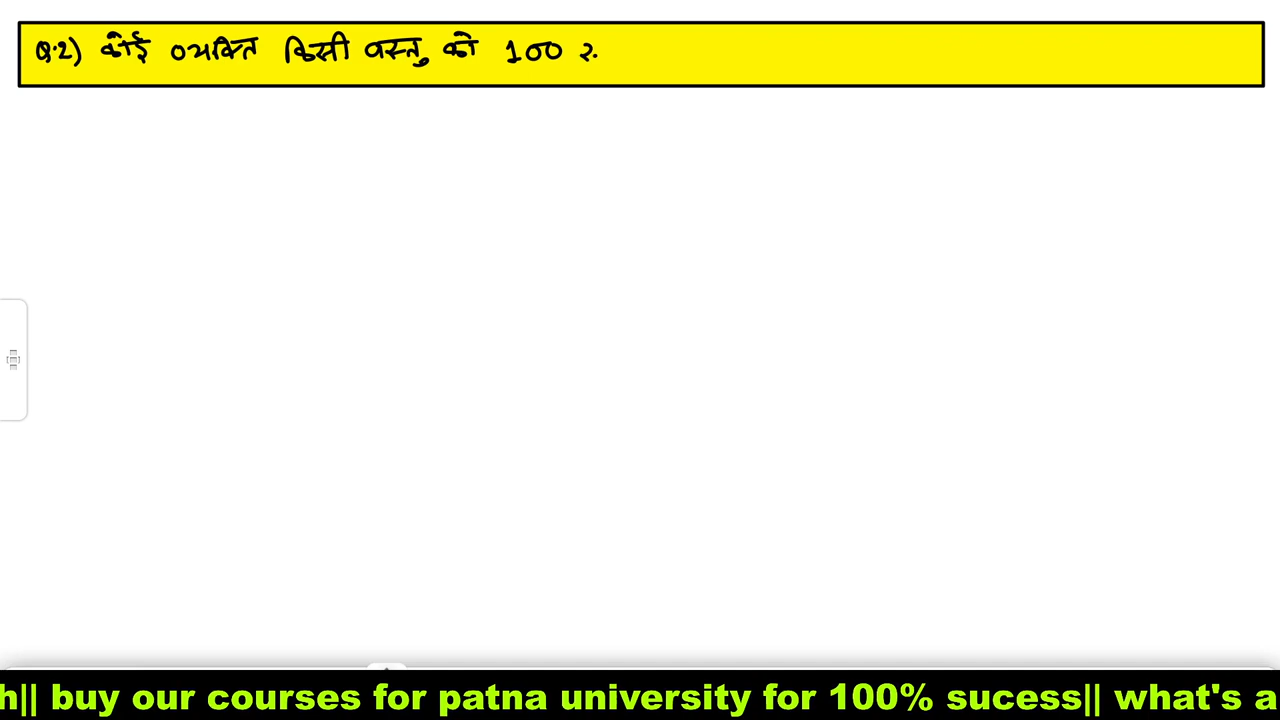 Q.2) कोई व्यक्ति किसी वस्तु को 100 रु.
h|| buy our courses for patna university for 100% sucess|| what's a